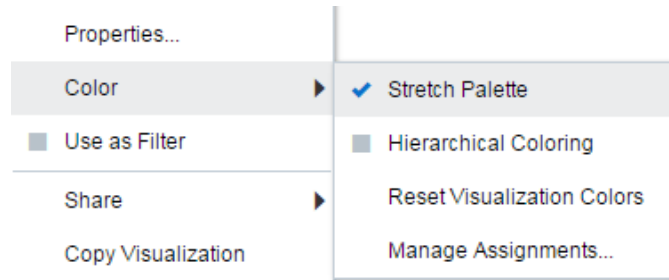 Properties...
Color
Use as Filter
Share
Copy Visualization
Stretch Palette
Hierarchical Coloring
Reset Visualization Colors
Manage Assignments...